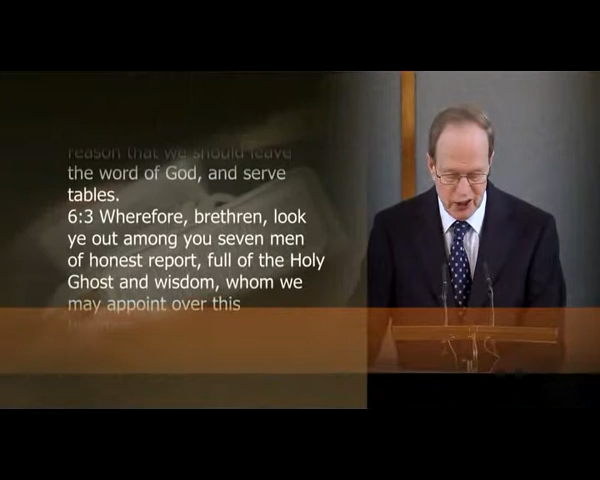 reason that we should leave
the word of God, and serve
tables.
6:3 Wherefore, brethren, look
ye out among you seven men
of honest report, full of the Holy
Ghost and wisdom, whom we
may appoint over this